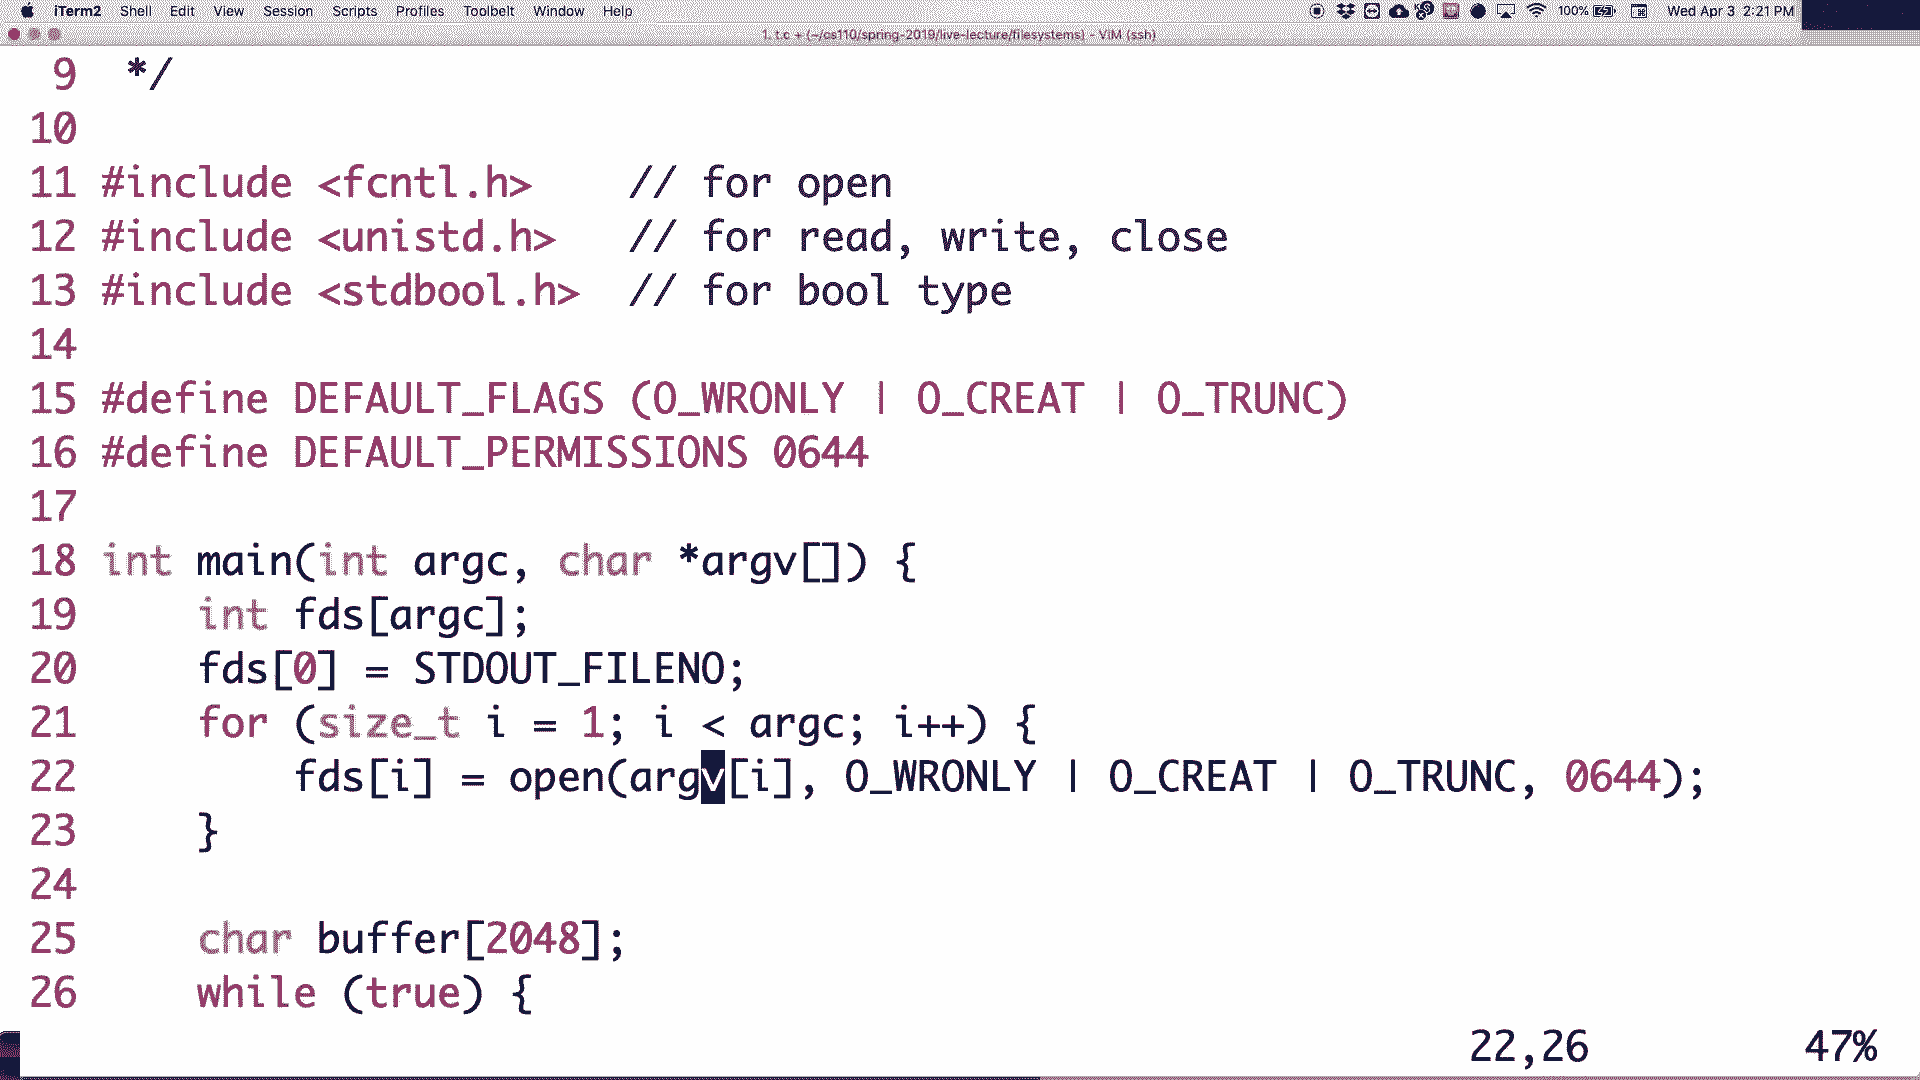 iTerm2 Shell Edit View Session Scripts Profiles Toolbelt Window Help 100% Wed Apr 3 2:21 PM
1. t.c + (~/cs110/spring-2019/live-lecture/filesystems) - VIM (ssh)
9 */
10
11 #include <fcntl.h> // for open
12 #include <unistd.h> // for read, write, close
13 #include <stdbool.h> // for bool type
14
15 #define DEFAULT_FLAGS (O_WRONLY | O_CREAT | O_TRUNC)
16 #define DEFAULT_PERMISSIONS 0644
17
18 int main(int argc, char *argv[]) {
19 int fds[argc];
20 fds[0] = STDOUT_FILENO;
21 for (size_t i = 1; i < argc; i++) {
22 fds[i] = open(argv[i], O_WRONLY | O_CREAT | O_TRUNC, 0644);
23 }
24
25 char buffer[2048];
26 while (true) {
22,26 47%